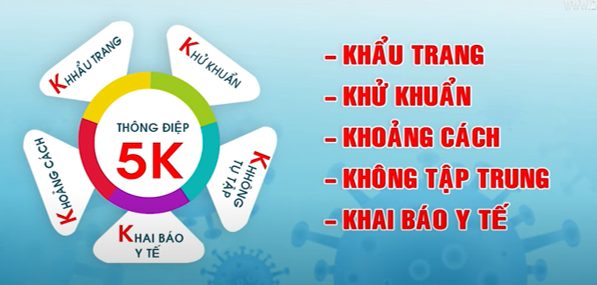 KHẨU TRANG
KHỬ KHUẨN
THÔNG ĐIỆP
5K
KHOẢNG CÁCH
KHÔNG
TỤ TẬP
KHAI BÁO
Y TẾ
– KHẨU TRANG
– KHỬ KHUẨN
– KHOẢNG CÁCH
– KHÔNG TẬP TRUNG
– KHAI BÁO Y TẾ